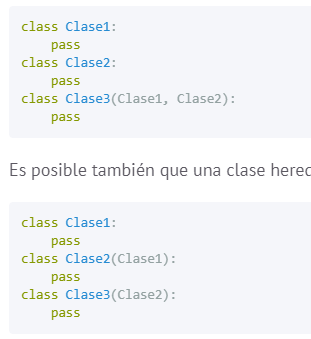 class Clase1:
    pass
class Clase2:
    pass
class Clase3(Clase1, Clase2):
    pass
Es posible también que una clase
class Clase1:
    pass
class Clase2(Clase1):
    pass
class Clase3(Clase2):
    pass